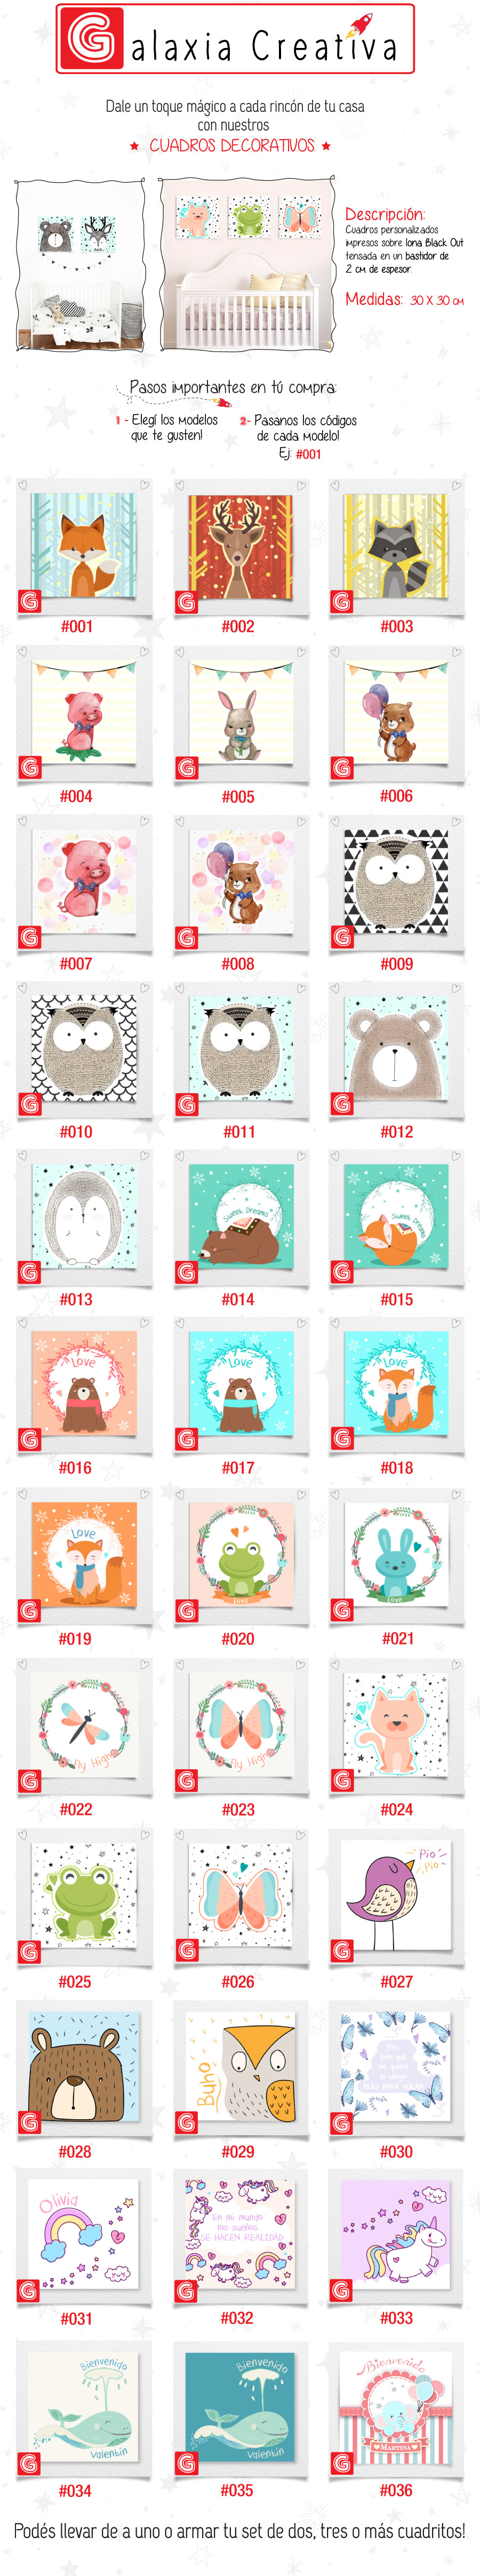 Galaxia Creativa
Dale un toque mágico a cada rincón de tu casa
con nuestros
CUADROS DECORATIVOS
Descripción:
Cuadros personalizados
impresos sobre lona Black Out
tensada en un bastidor de
2 cm de espesor.
Medidas: 30 X 30 cm
Pasos importantes en tú compra:
1 - Elegí los modelos
que te gusten!
2- Pasanos los códigos
de cada modelo!
Ej: #001
G G G
#001 #002 #003
G G G
#004 #005 #006
G G G
#007 #008 #009
G G G
#010 #011 #012
Sweet Dreams Sweet Dreams
G G G
#013 #014 #015
Love Love Love
G G G
#016 #017 #018
Love
Love Love
G G G
#019 #020 #021
Fly High Fly High
G G G
#022 #023 #024
Pio
Pio
G G G
#025 #026 #027
Buho
G G G
#028 #029 #030
Olivia
En mi mundo
los sueños
SE HACEN REALIDAD
G G G
#031 #032 #033
Bienvenido Bienvenido Bienvenido
Valentin Valentin MARTINA
G G G
#034 #035 #036
Podés llevar de a uno o armar tu set de dos, tres o más cuadritos!